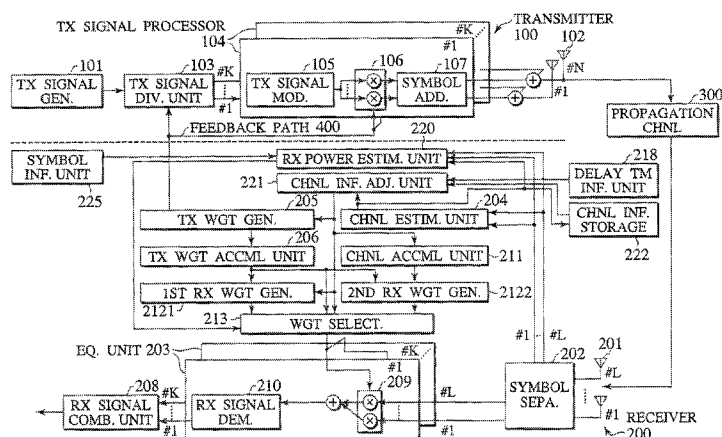 TX SIGNAL PROCESSOR
104
TRANSMITTER
100
#K
#1
101
TX SIGNAL
GEN.
103
TX SIGNAL
DIV. UNIT
#K
#1
105
TX SIGNAL
MOD.
106
107
SYMBOL
ADD.
102
#N
#1
300
PROPAGATION
CHNL
FEEDBACK PATH 400
220
SYMBOL
INF. UNIT
225
RX POWER ESTIM. UNIT
221
CHNL INF. ADJ. UNIT
218
DELAY TM
INF. UNIT
205
TX WGT GEN.
204
CHNL ESTIM. UNIT
CHNL INF.
STORAGE
222
206
TX WGT ACCML UNIT
CHNL ACCML UNIT
211
1ST RX WGT GEN.
2121
2ND RX WGT GEN.
2122
213
WGT SELECT.
#1
#L
EQ. UNIT 203
#K
#1
208
RX SIGNAL
COMB. UNIT
#K
#1
210
RX SIGNAL
DEM.
209
#L
#1
202
SYMBOL
SEPA.
201
#L
#1
RECEIVER
200